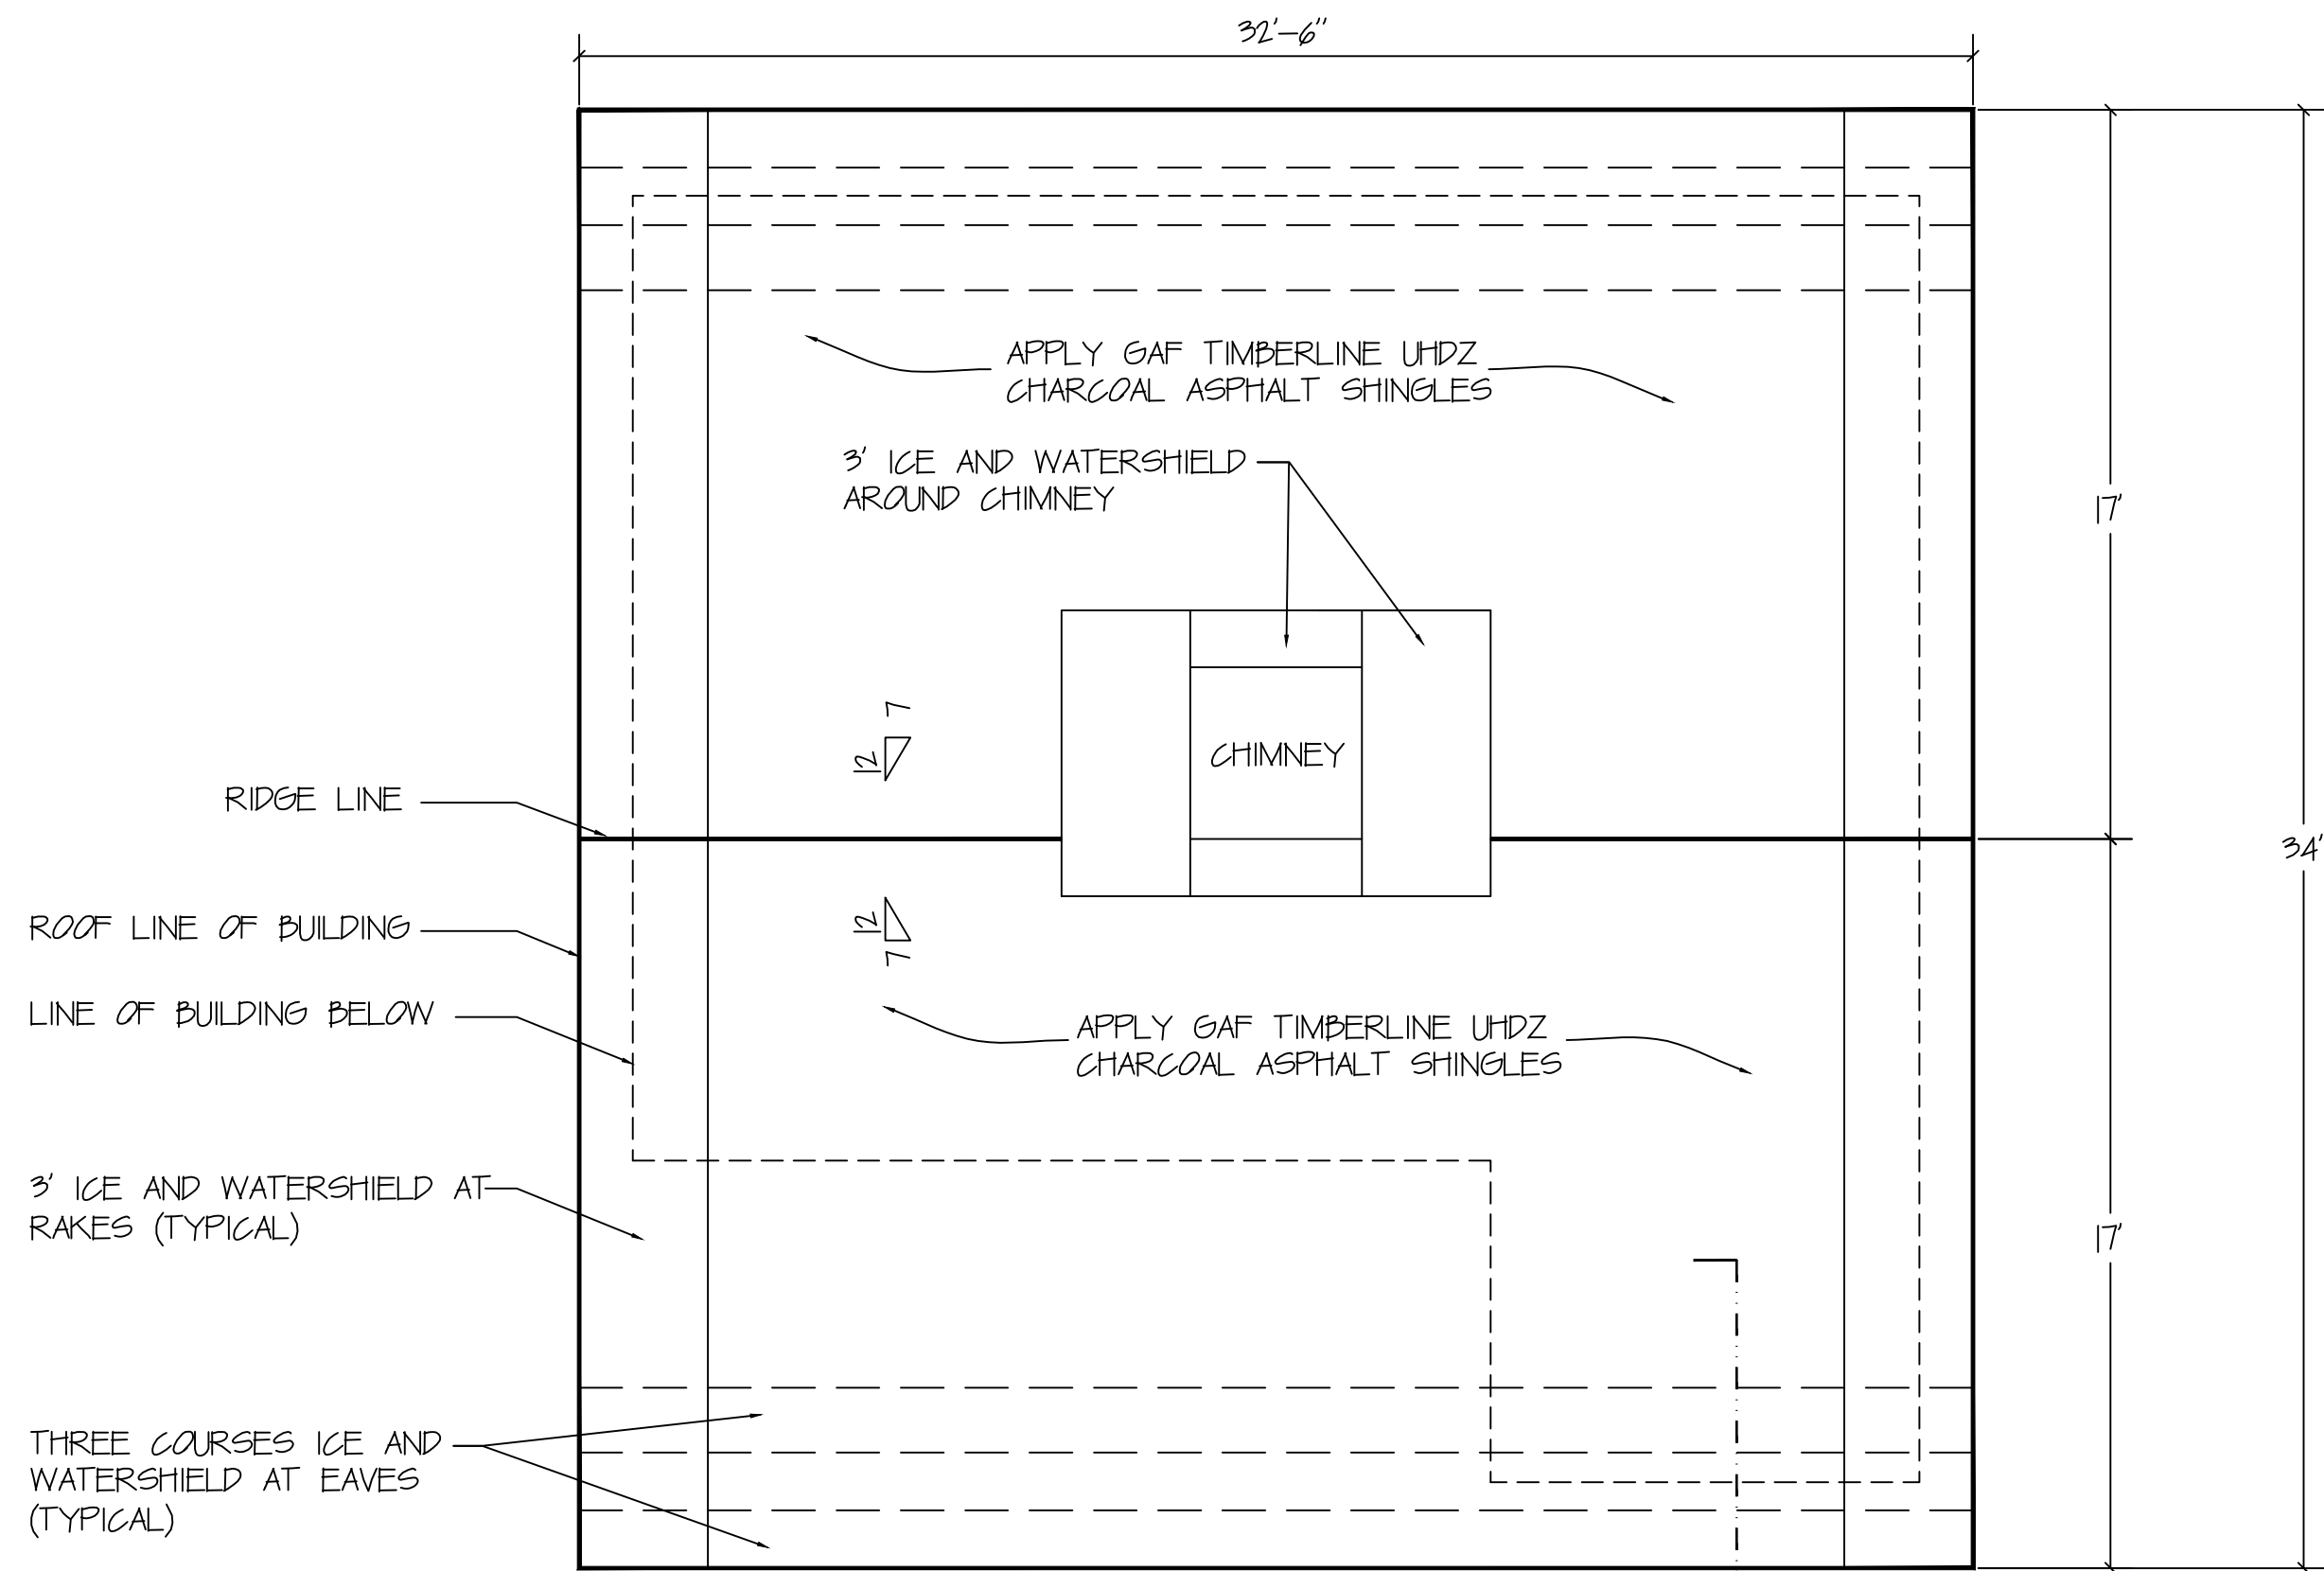 32'-6"
APPLY GAF TIMBERLINE UHDZ
CHARCOAL ASPHALT SHINGLES
3' ICE AND WATERSHIELD
AROUND CHIMNEY
17'
7
12
CHIMNEY
RIDGE LINE
34'
ROOF LINE OF BUILDING
12
7
LINE OF BUILDING BELOW
APPLY GAF TIMBERLINE UHDZ
CHARCOAL ASPHALT SHINGLES
3' ICE AND WATERSHIELD AT
RAKES (TYPICAL)
17'
THREE COURSES ICE AND
WATERSHIELD AT EAVES
(TYPICAL)